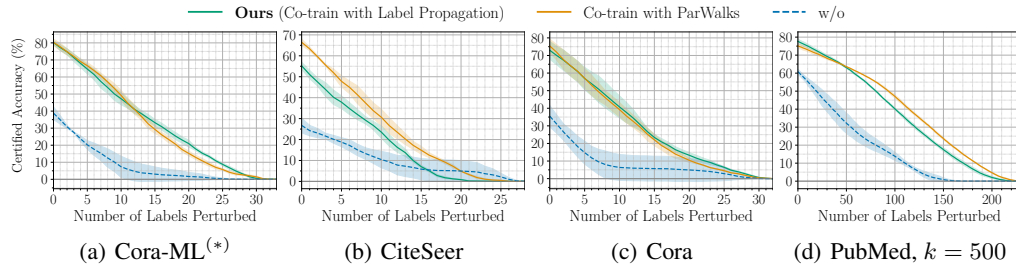 Ours (Co-train with Label Propagation) Co-train with ParWalks w/o
Certified Accuracy (%)
80
70
60
50
40
30
20
10
0
0 5 10 15 20 25 30
Number of Labels Perturbed
(a) Cora-ML(*)
70
60
50
40
30
20
10
0
0 5 10 15 20 25
Number of Labels Perturbed
(b) CiteSeer
80
70
60
50
40
30
20
10
0
0 5 10 15 20 25 30
Number of Labels Perturbed
(c) Cora
80
70
60
50
40
30
20
10
0
0 50 100 150 200
Number of Labels Perturbed
(d) PubMed, k = 500